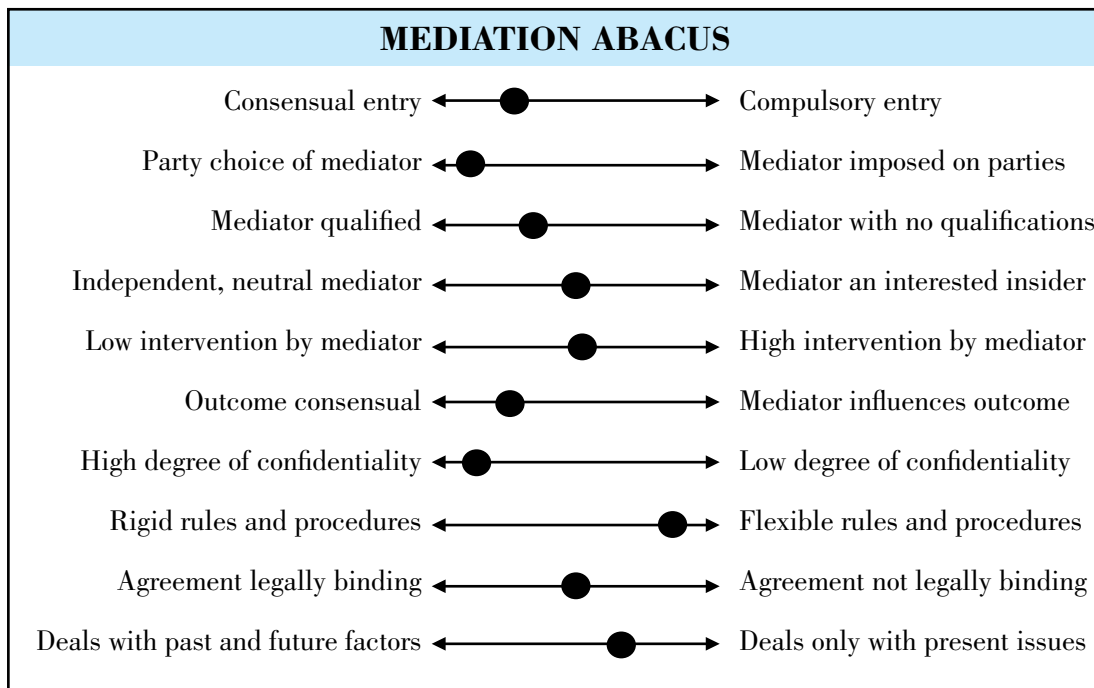 MEDIATION ABACUS
Consensual entry Compulsory entry
Party choice of mediator Mediator imposed on parties
Mediator qualified Mediator with no qualifications
Independent, neutral mediator Mediator an interested insider
Low intervention by mediator High intervention by mediator
Outcome consensual Mediator influences outcome
High degree of confidentiality Low degree of confidentiality
Rigid rules and procedures Flexible rules and procedures
Agreement legally binding Agreement not legally binding
Deals with past and future factors Deals only with present issues